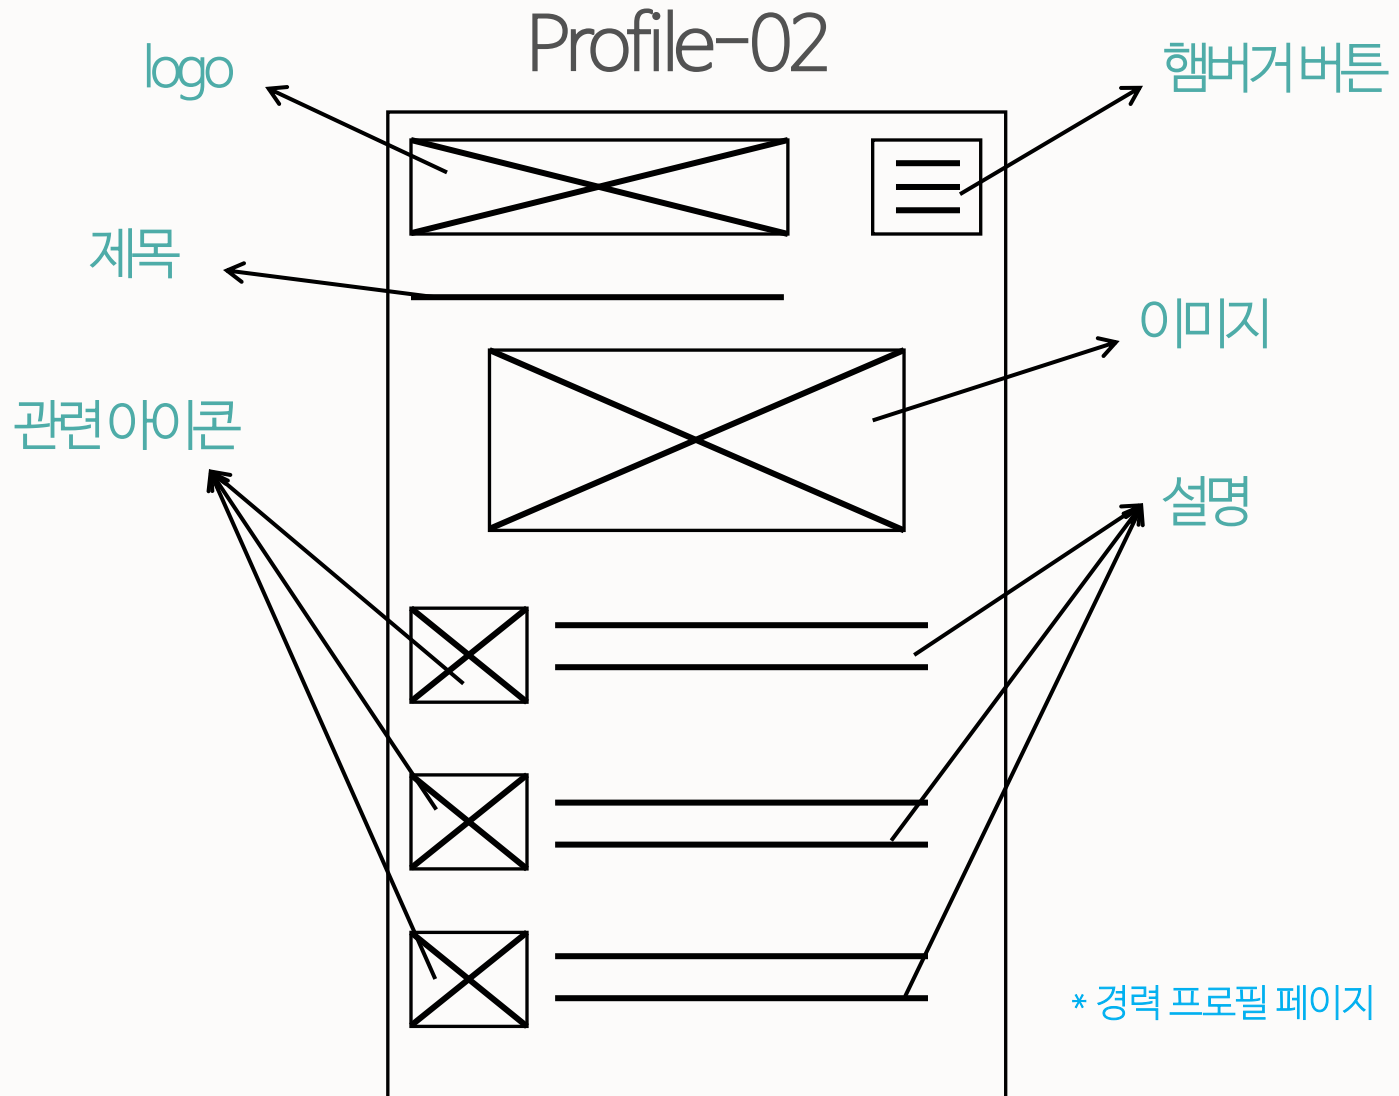 Profile-02
logo
햄버거 버튼
제목
이미지
관련 아이콘
설명
* 경력 프로필 페이지